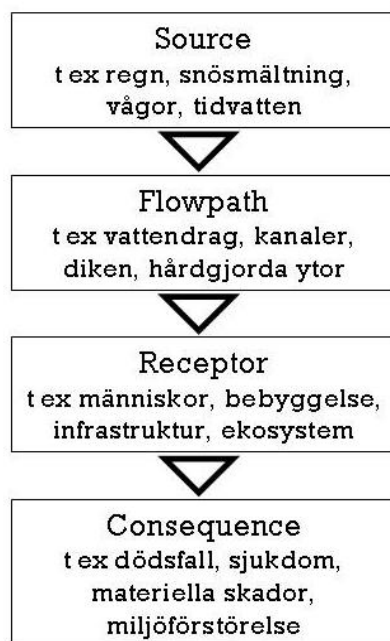 Source
t ex regn, snösmältning,
vågor, tidvatten
Flowpath
t ex vattendrag, kanaler,
diken, hårdgjorda ytor
Receptor
t ex människor, bebyggelse,
infrastruktur, ekosystem
Consequence
t ex dödsfall, sjukdom,
materiella skador,
miljöförstörelse